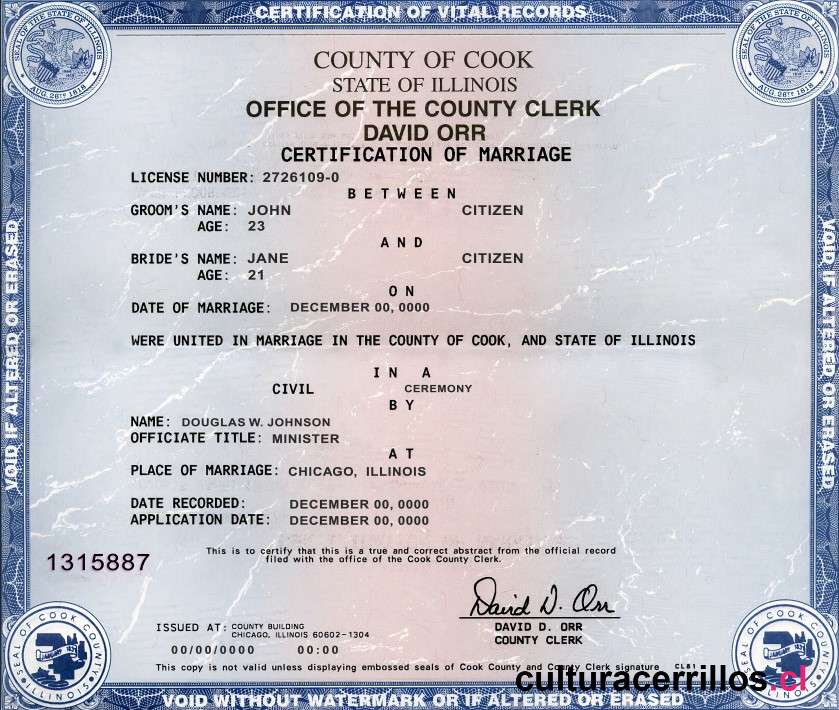 CERTIFICATION OF VITAL RECORDS
SEAL OF THE STATE OF ILLINOIS
AUG. 26TH 1818
SEAL OF THE STATE OF ILLINOIS
AUG. 26TH 1818
COUNTY OF COOK
STATE OF ILLINOIS
OFFICE OF THE COUNTY CLERK
DAVID ORR
CERTIFICATION OF MARRIAGE
LICENSE NUMBER: 2726109-0
BETWEEN
GROOM'S NAME: JOHN CITIZEN
AGE: 23
AND
BRIDE'S NAME: JANE CITIZEN
AGE: 21
ON
DATE OF MARRIAGE: DECEMBER 00, 0000
WERE UNITED IN MARRIAGE IN THE COUNTY OF COOK, AND STATE OF ILLINOIS
IN A
CIVIL CEREMONY
BY
NAME: DOUGLAS W. JOHNSON
OFFICIATE TITLE: MINISTER
AT
PLACE OF MARRIAGE: CHICAGO, ILLINOIS
DATE RECORDED: DECEMBER 00, 0000
APPLICATION DATE: DECEMBER 00, 0000
This is to certify that this is a true and correct abstract from the official record
filed with the office of the Cook County Clerk.
1315887
David D. Orr
DAVID D. ORR
COUNTY CLERK
ISSUED AT: COUNTY BUILDING
CHICAGO, ILLINOIS 60602-1304
00/00/0000 00:00
This copy is not valid unless displaying embossed seals of Cook County and County Clerk signature CL81
culturacerrillos.cl
VOID IF ALTERED OR ERASED
VOID IF ALTERED OR ERASED
SEAL OF COOK COUNTY
ILLINOIS
SEAL OF COOK COUNTY
ILLINOIS
VOID WITHOUT WATERMARK OR IF ALTERED OR ERASED